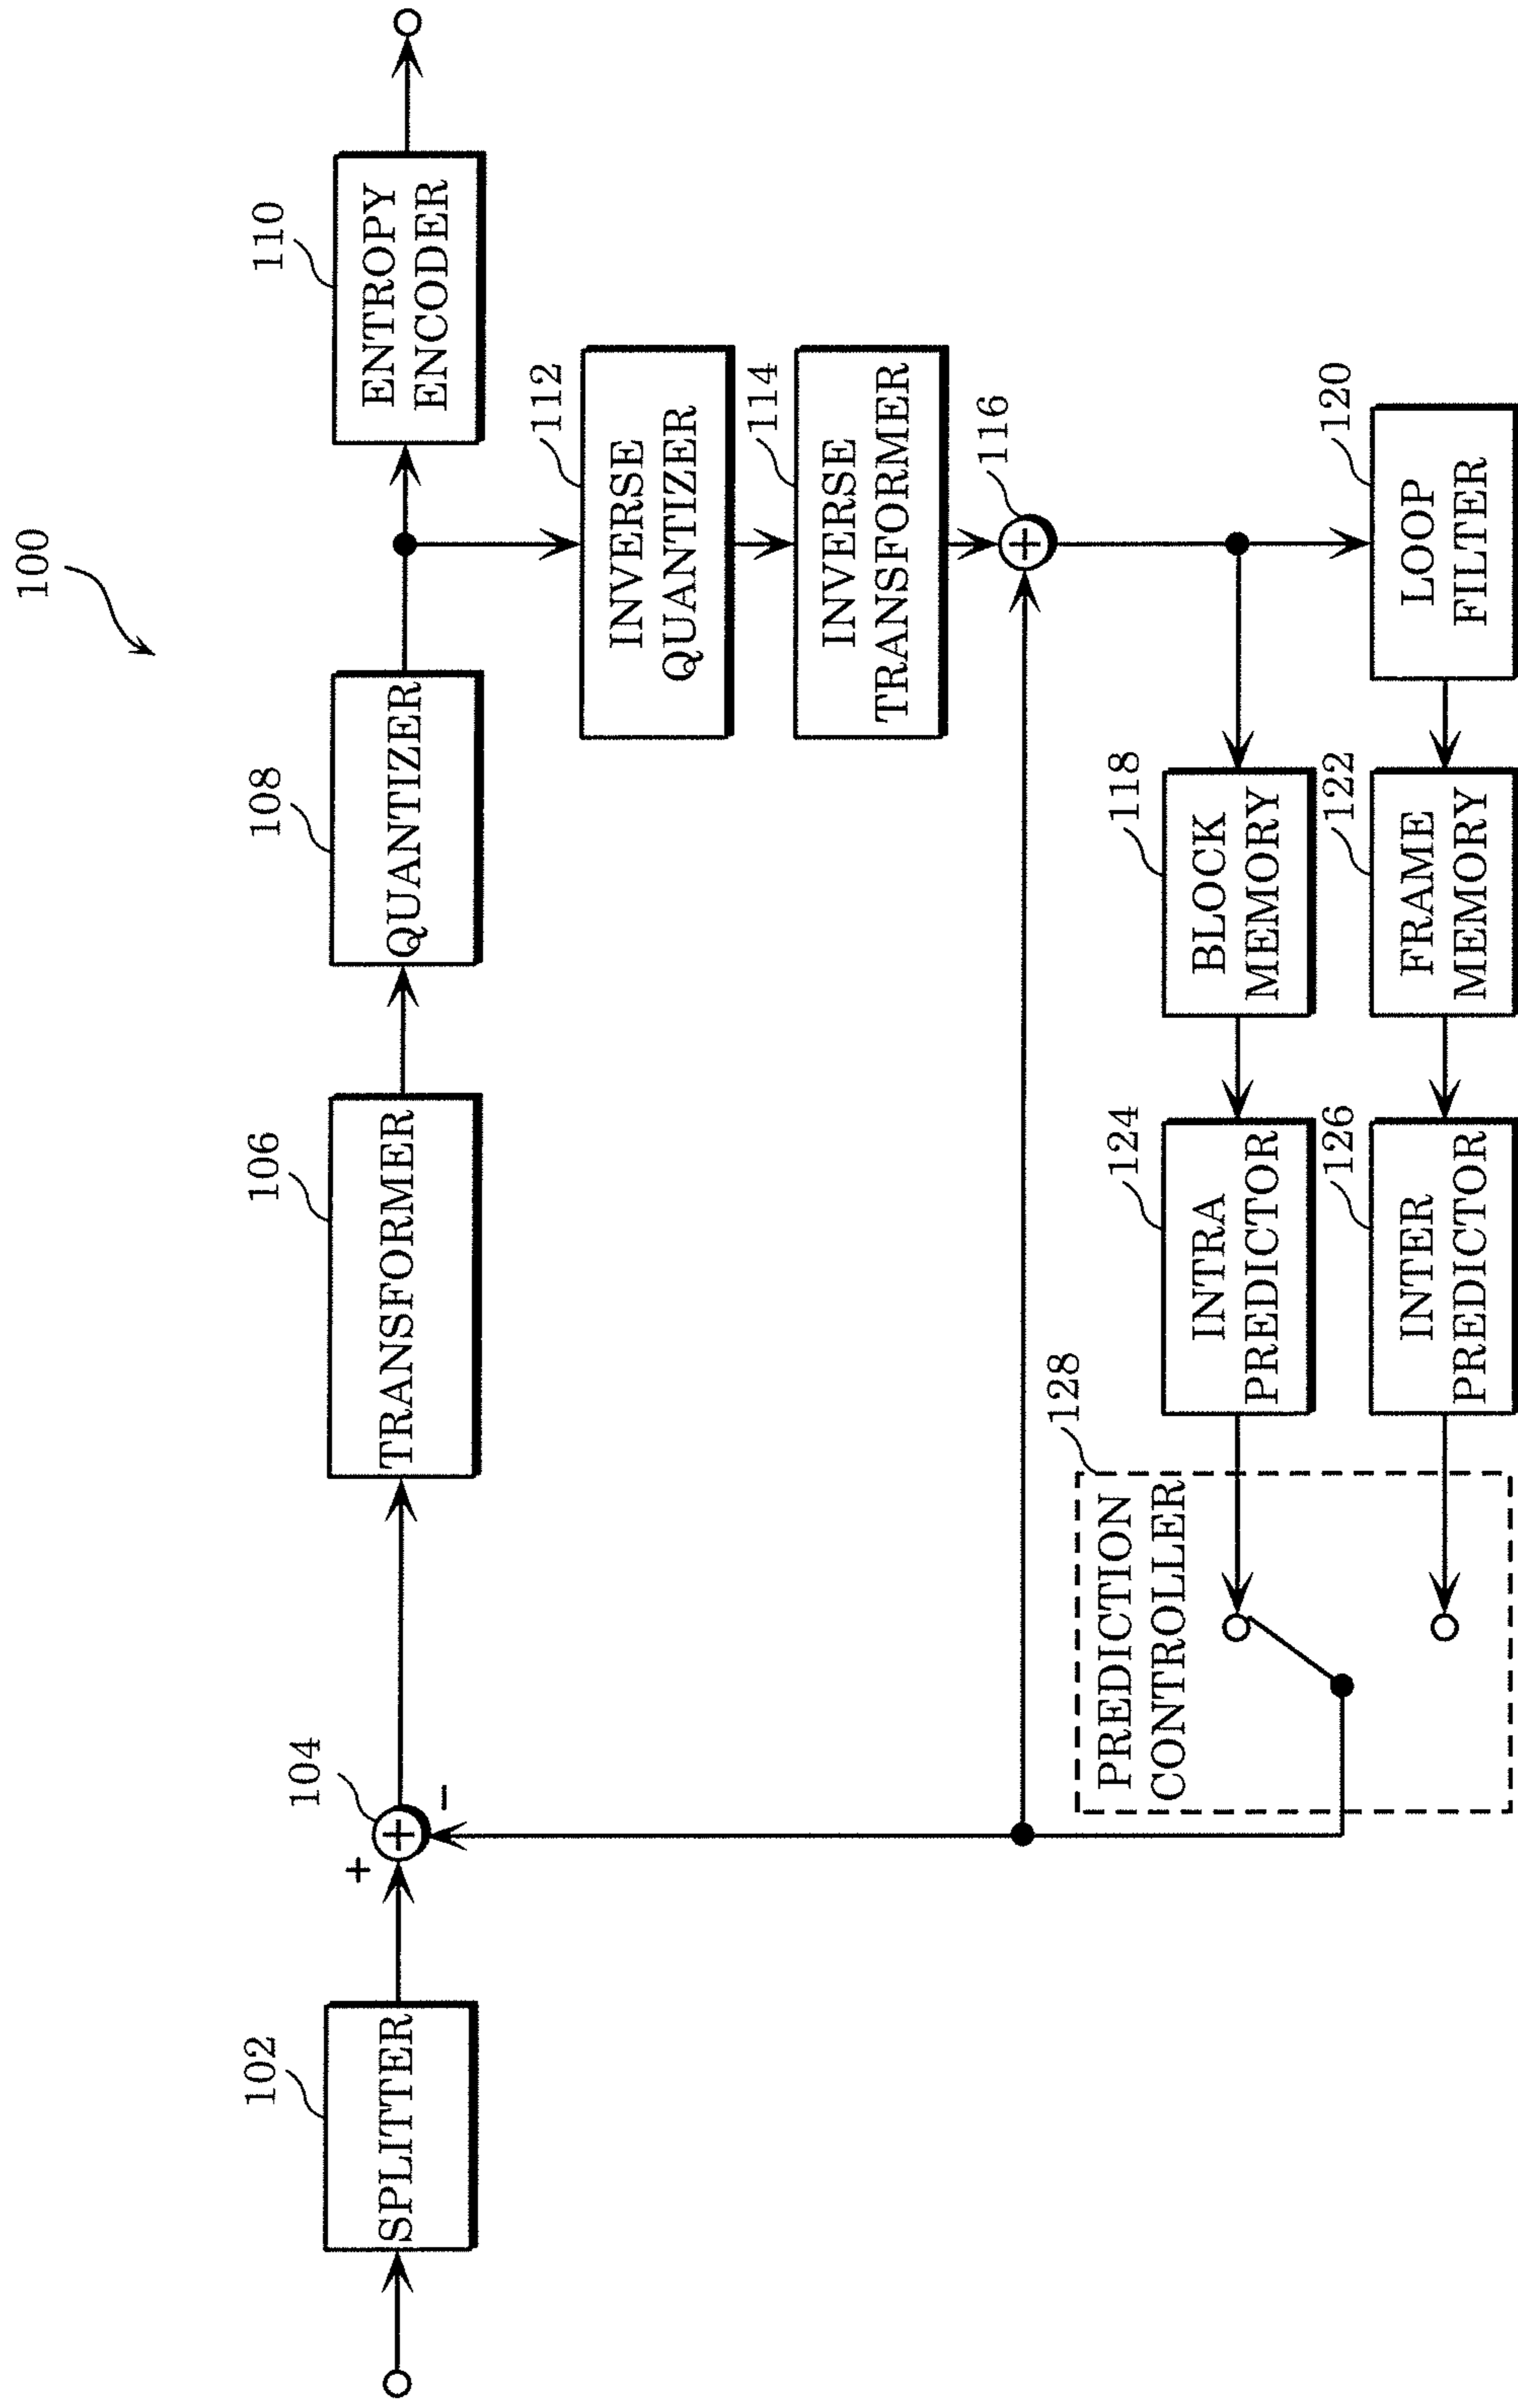 100
102
SPLITTER
104
+
−
106
TRANSFORMER
108
QUANTIZER
110
ENTROPY
ENCODER
112
INVERSE
QUANTIZER
114
INVERSE
TRANSFORMER
116
128
PREDICTION
CONTROLLER
124
INTRA
PREDICTOR
118
BLOCK
MEMORY
126
INTER
PREDICTOR
122
FRAME
MEMORY
120
LOOP
FILTER